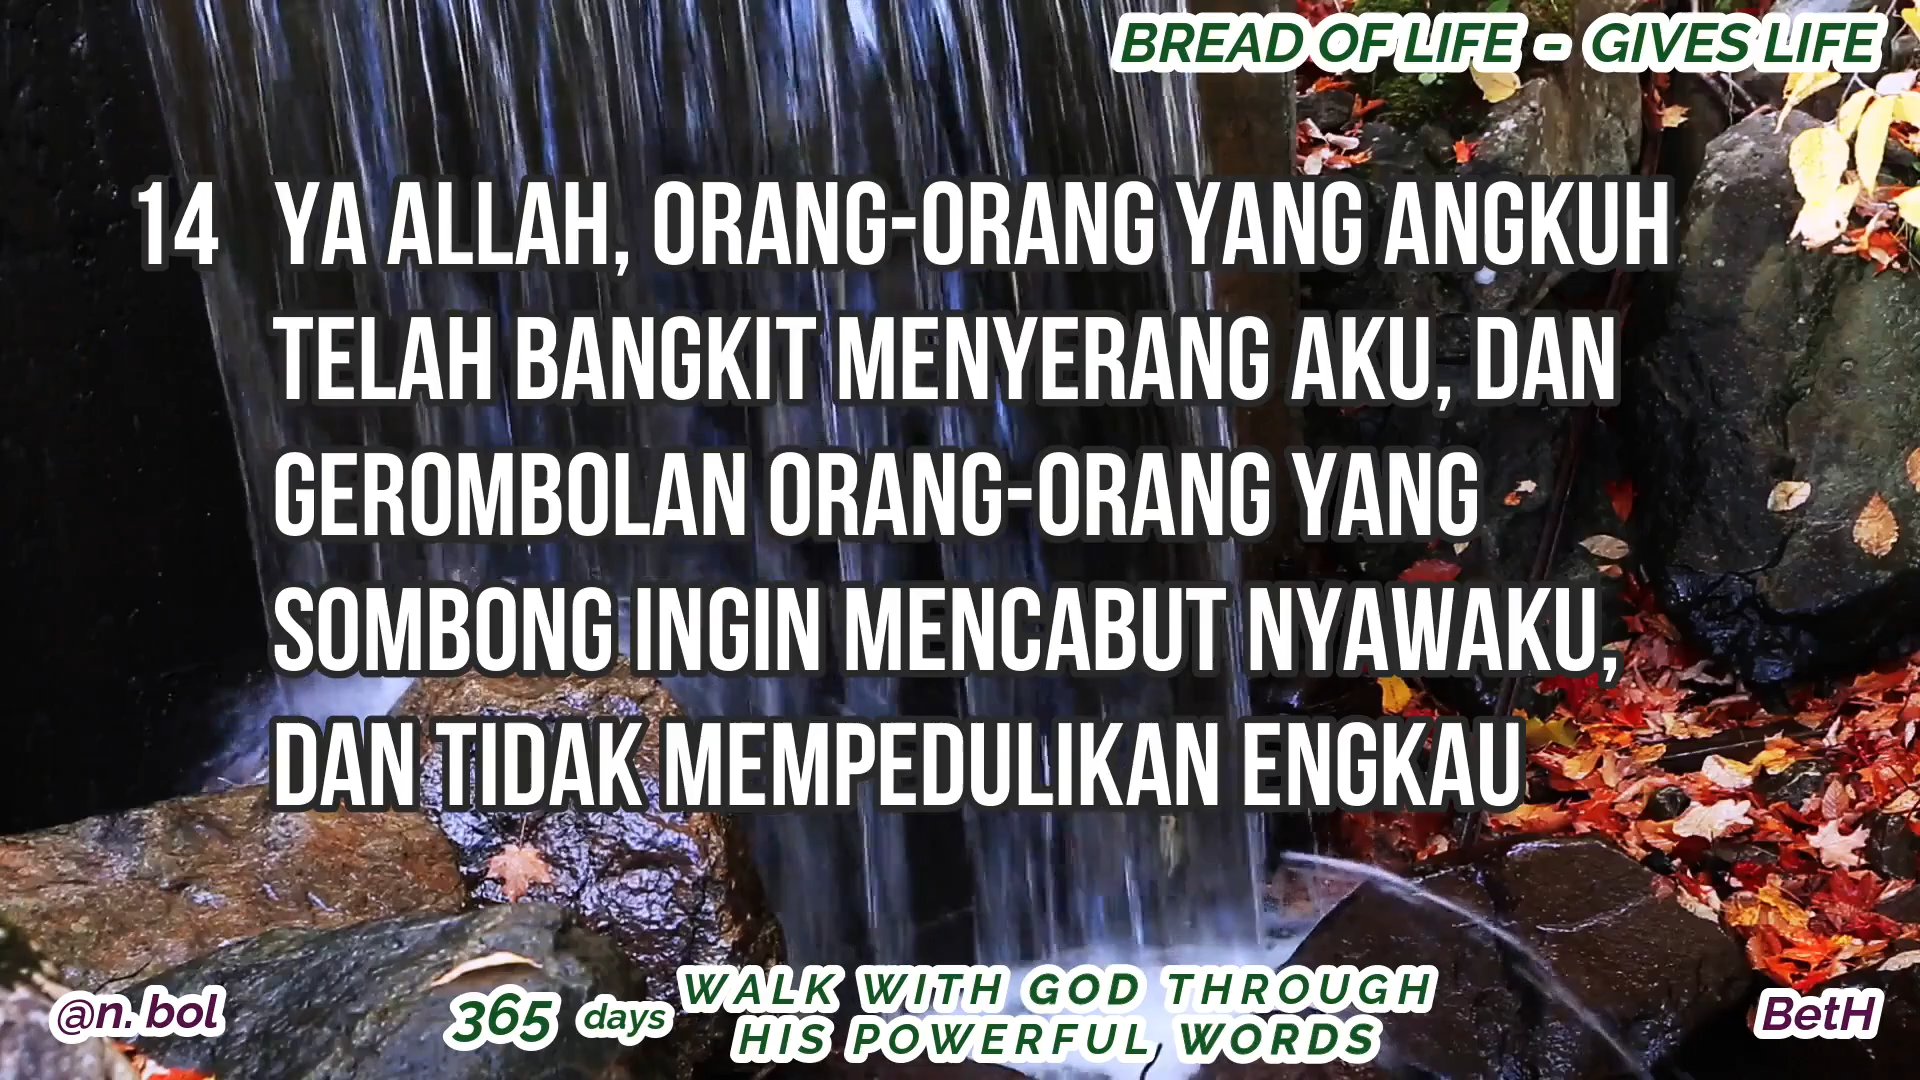 BREAD OF LIFE - GIVES LIFE
14 YA ALLAH, ORANG-ORANG YANG ANGKUH
TELAH BANGKIT MENYERANG AKU, DAN
GEROMBOLAN ORANG-ORANG YANG
SOMBONG INGIN MENCABUT NYAWAKU,
DAN TIDAK MEMPEDULIKAN ENGKAU
@n.bol
365 days
WALK WITH GOD THROUGH
HIS POWERFUL WORDS
BetH